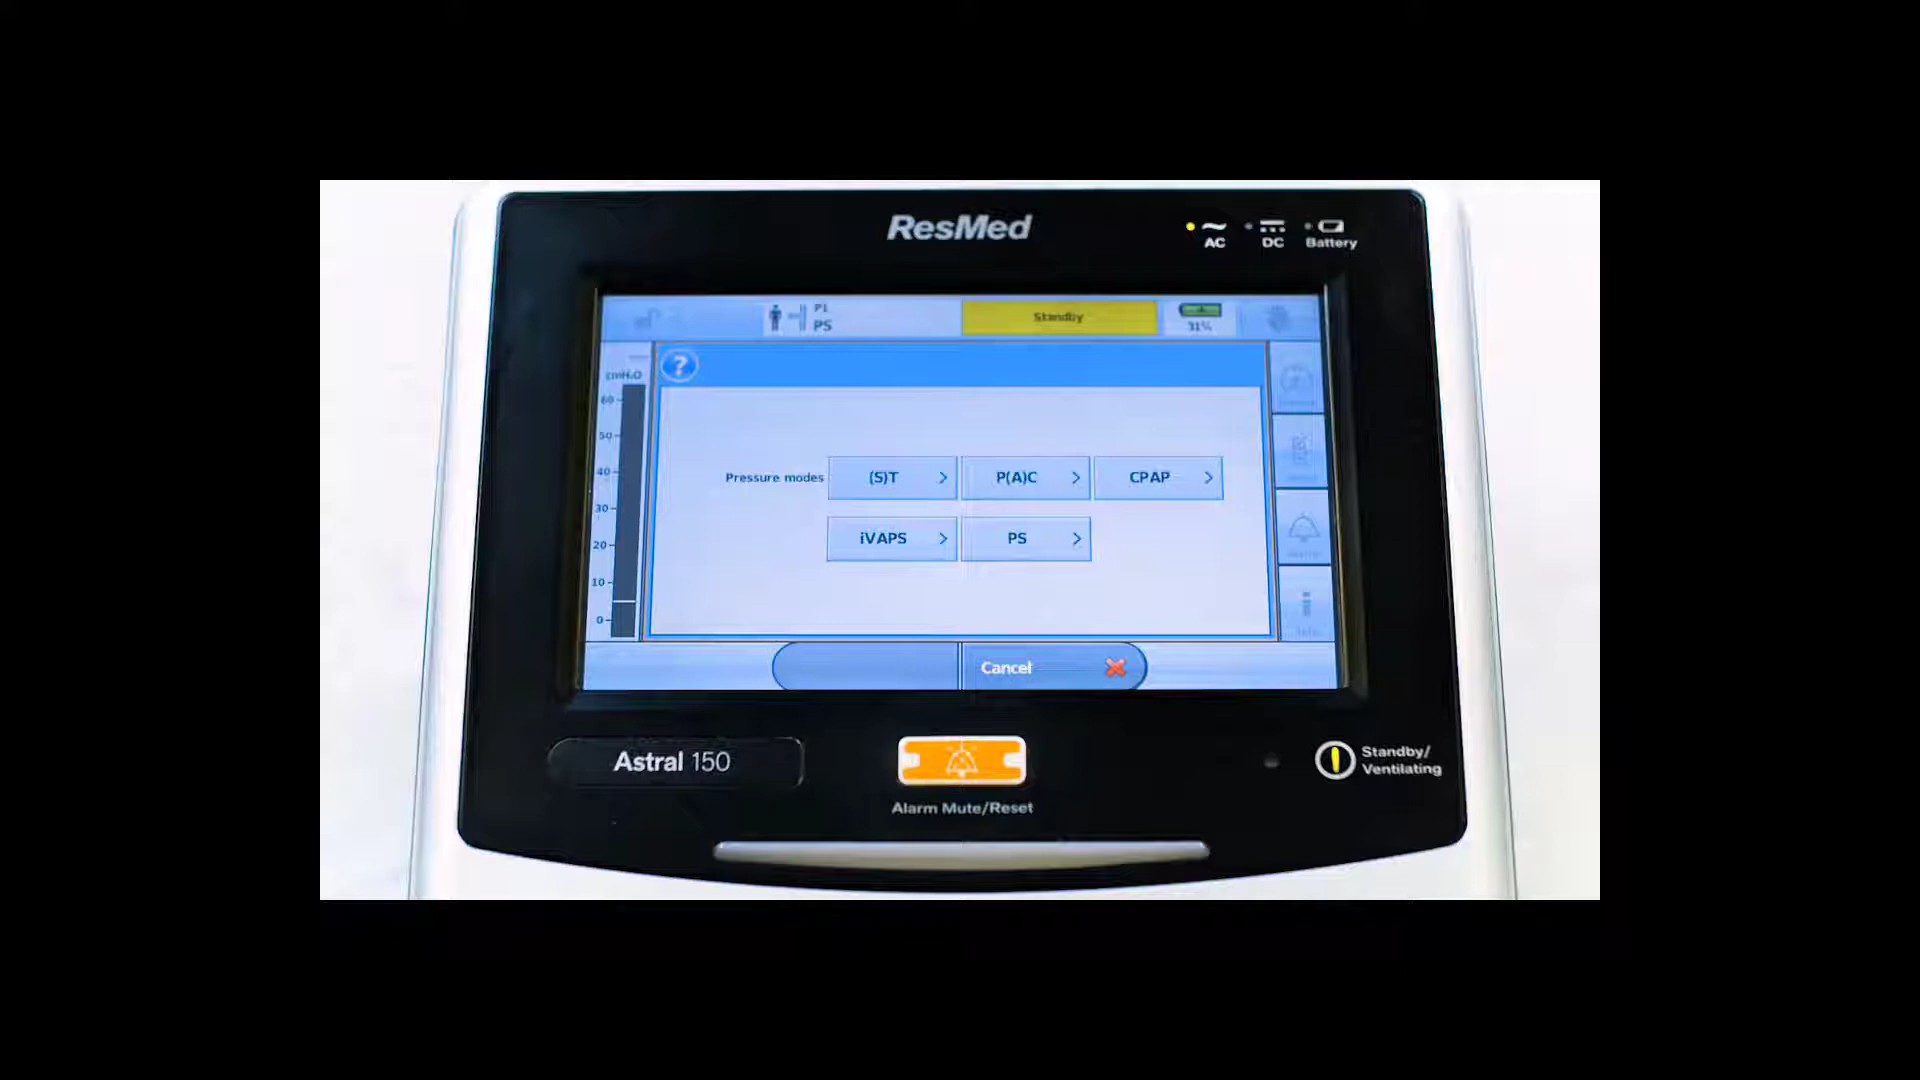 ResMed
AC DC Battery
P1
PS
Standby
31%
cmH₂O
60
50
40
30
20
10
0
?
Pressure modes (S)T P(A)C CPAP
iVAPS PS
Cancel
Astral 150
Alarm Mute/Reset
Standby/
Ventilating